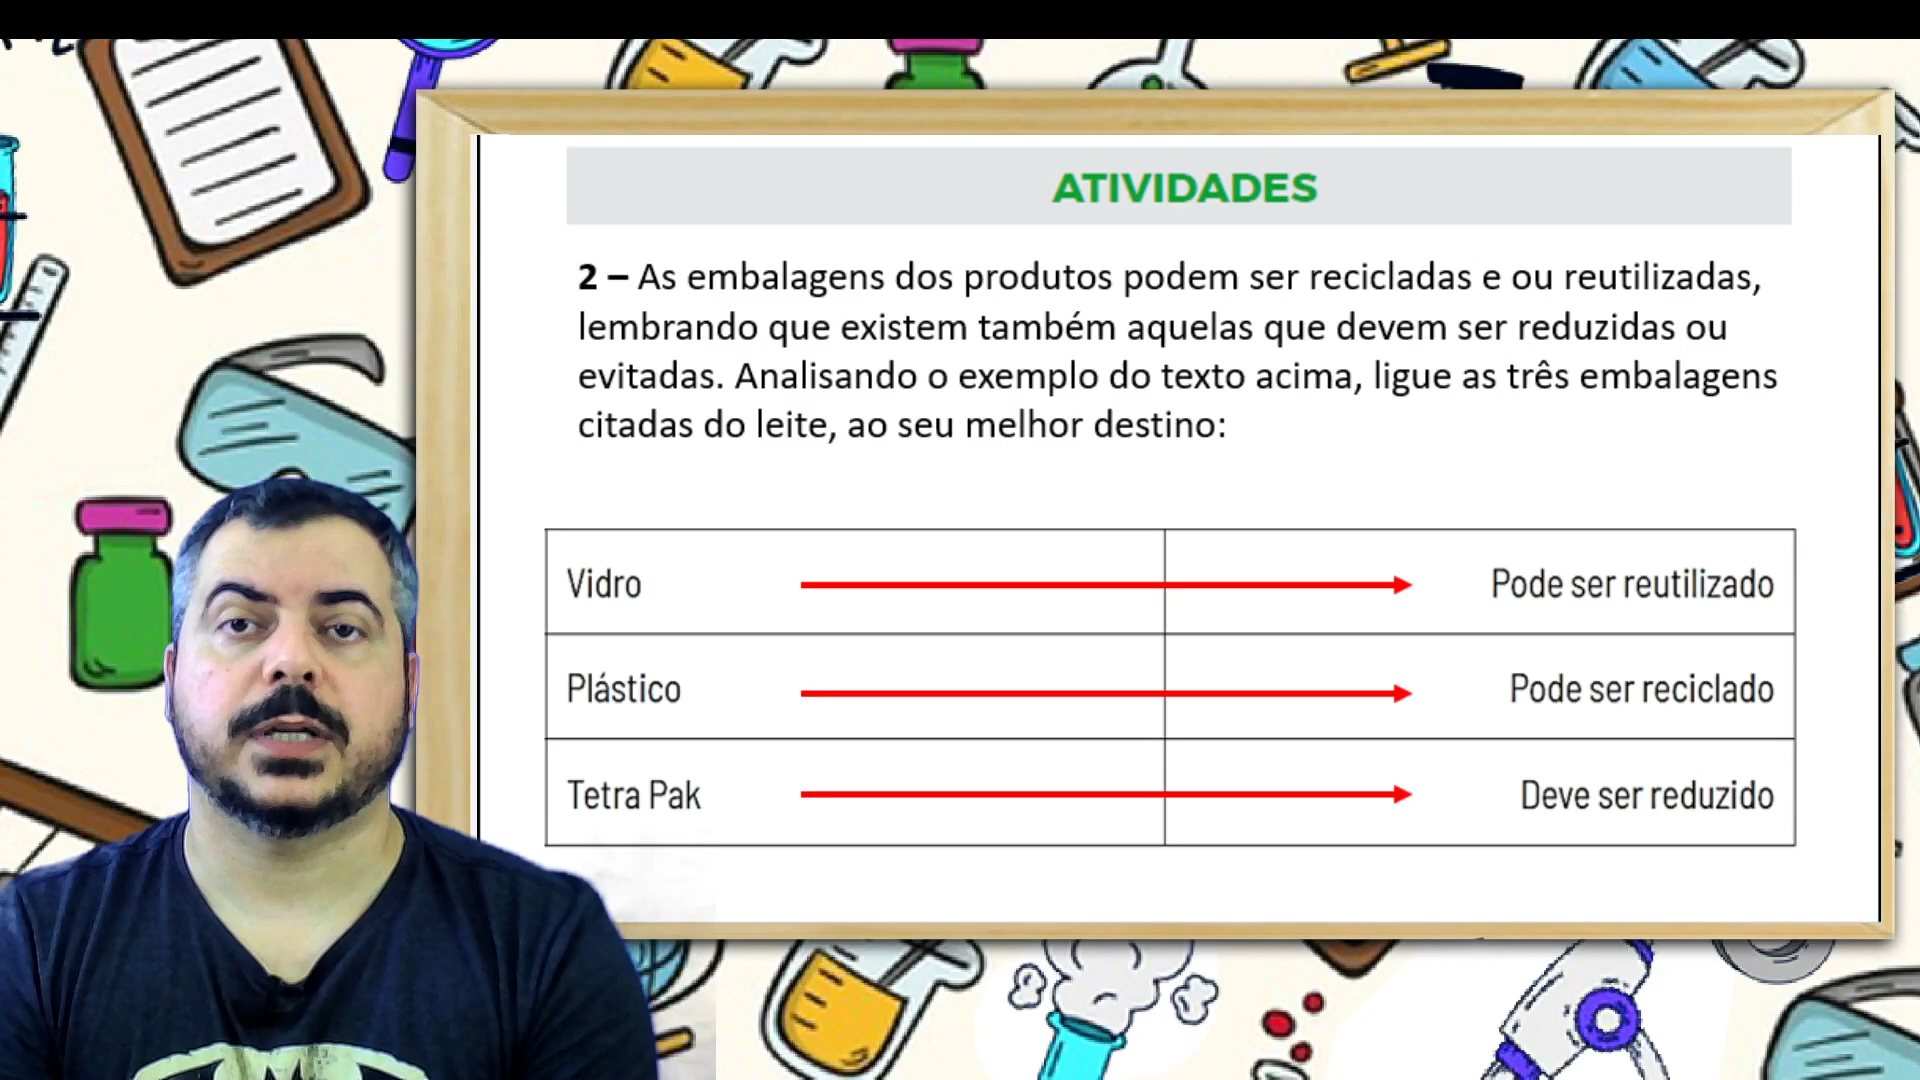 ATIVIDADES
2 – As embalagens dos produtos podem ser recicladas e ou reutilizadas,
lembrando que existem também aquelas que devem ser reduzidas ou
evitadas. Analisando o exemplo do texto acima, ligue as três embalagens
citadas do leite, ao seu melhor destino:
Vidro Pode ser reutilizado
Plástico Pode ser reciclado
Tetra Pak Deve ser reduzido